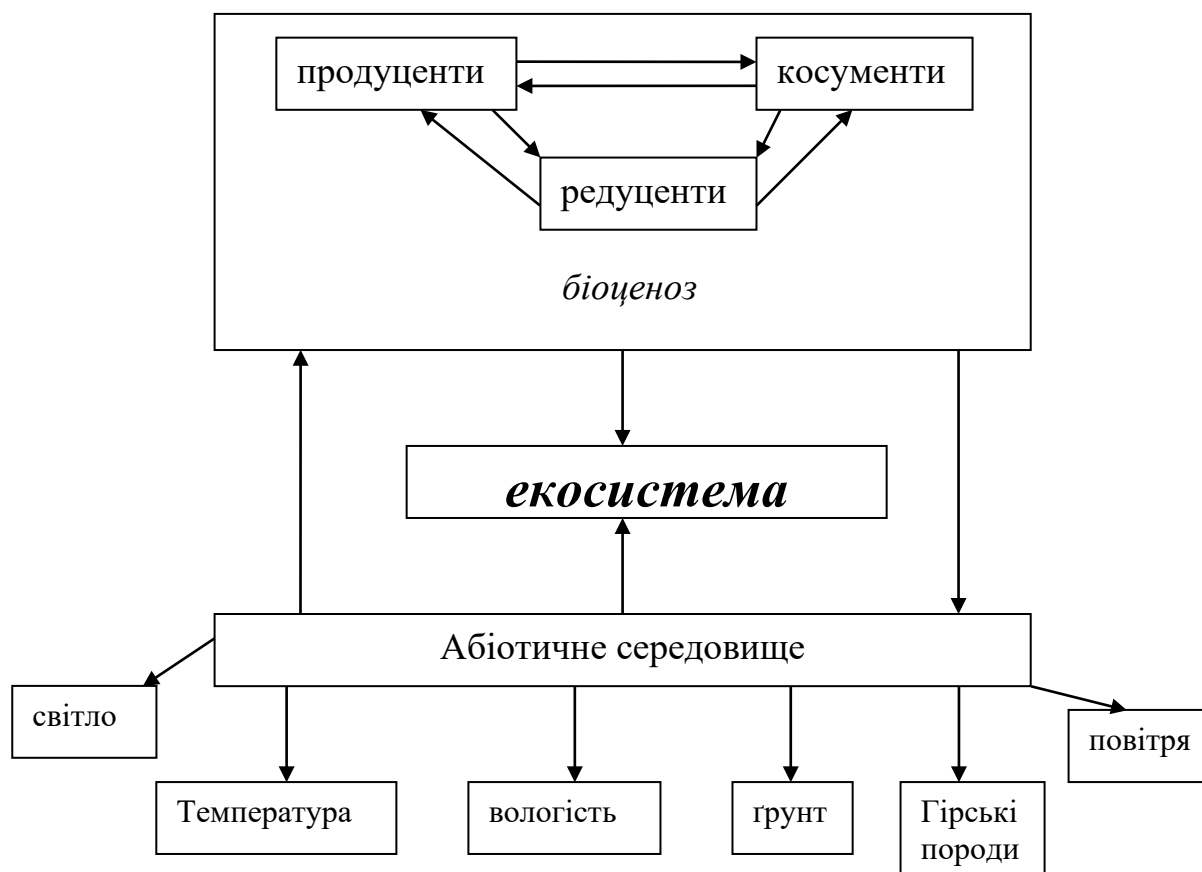 продуценти
косументи
редуценти
біоценоз
екосистема
Абіотичне середовище
світло
повітря
Температура
вологість
ґрунт
Гірські
породи